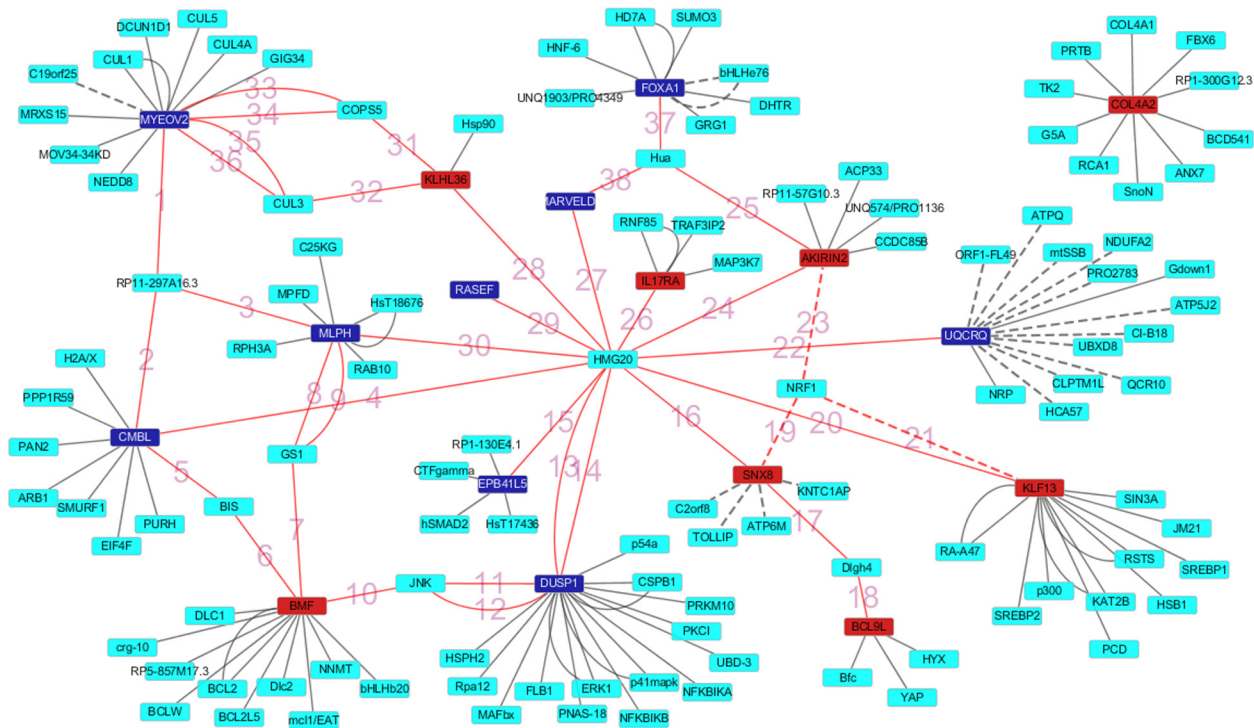 CUL5
HD7A
SUMO3
COL4A1
DCUN1D1
CUL4A
PRTB
FBX6
HNF-6
CUL1
GIG34
bHLHe76
C19orf25
RP1-300G12.3
33
FOXA1
TK2
UNQ1903/PRO4349
COL4A2
MRXS15
34
COPS5
DHTR
MYEOV2
Hsp90
GRG1
37
G5A
BCD541
35
31
MOV34-34KD
36
Hua
RCA1
ANX7
NEDD8
KLHL36
38
ACP33
SnoN
1
CUL3
32
MARVELD
RP11-57G10.3
25
UNQ574/PRO1136
ATPQ
RNF85
TRAF3IP2
C25KG
CCDC85B
ORF1-FL49
mtSSB
NDUFA2
28
AKIRIN2
MAP3K7
PRO2783
Gdown1
RP11-297A16.3
27
IL17RA
MPFD
RASEF
HsT18676
3
24
ATP5J2
MLPH
29
26
23
CI-B18
UQCRQ
RPH3A
30
22
UBXD8
H2A/X
2
HMG20
RAB10
QCR10
CLPTM1L
NRP
PPP1R59
8
9
4
NRF1
HCA57
15
16
20
CMBL
19
21
PAN2
RP1-130E4.1
GS1
13
14
5
CTFgamma
SNX8
EPB41L5
KNTC1AP
KLF13
ARB1
SMURF1
BIS
C2orf8
SIN3A
PURH
hSMAD2
HsT17436
ATP6M
17
JM21
EIF4F
7
TOLLIP
6
p54a
RA-A47
RSTS
Dlgh4
SREBP1
JNK
11
DUSP1
CSPB1
p300
10
18
BMF
12
KAT2B
HSB1
DLC1
PRKM10
SREBP2
BCL9L
PKCI
crg-10
PCD
HSPH2
HYX
UBD-3
RP5-857M17.3
NNMT
Bfc
Rpa12
p41mapk
BCL2
Dlc2
bHLHb20
FLB1
ERK1
NFKBIKA
YAP
BCLW
BCL2L5
MAFbx
PNAS-18
NFKBIKB
mcl1/EAT